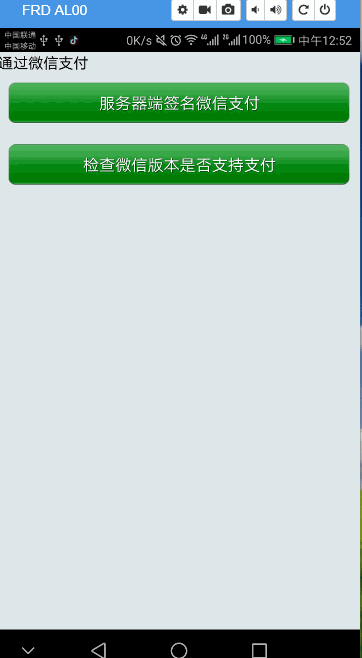 FRD AL00
中国联通
中国移动
0K/s 4G 2G 100% 中午12:52
通过微信支付
服务器端签名微信支付
检查微信版本是否支持支付